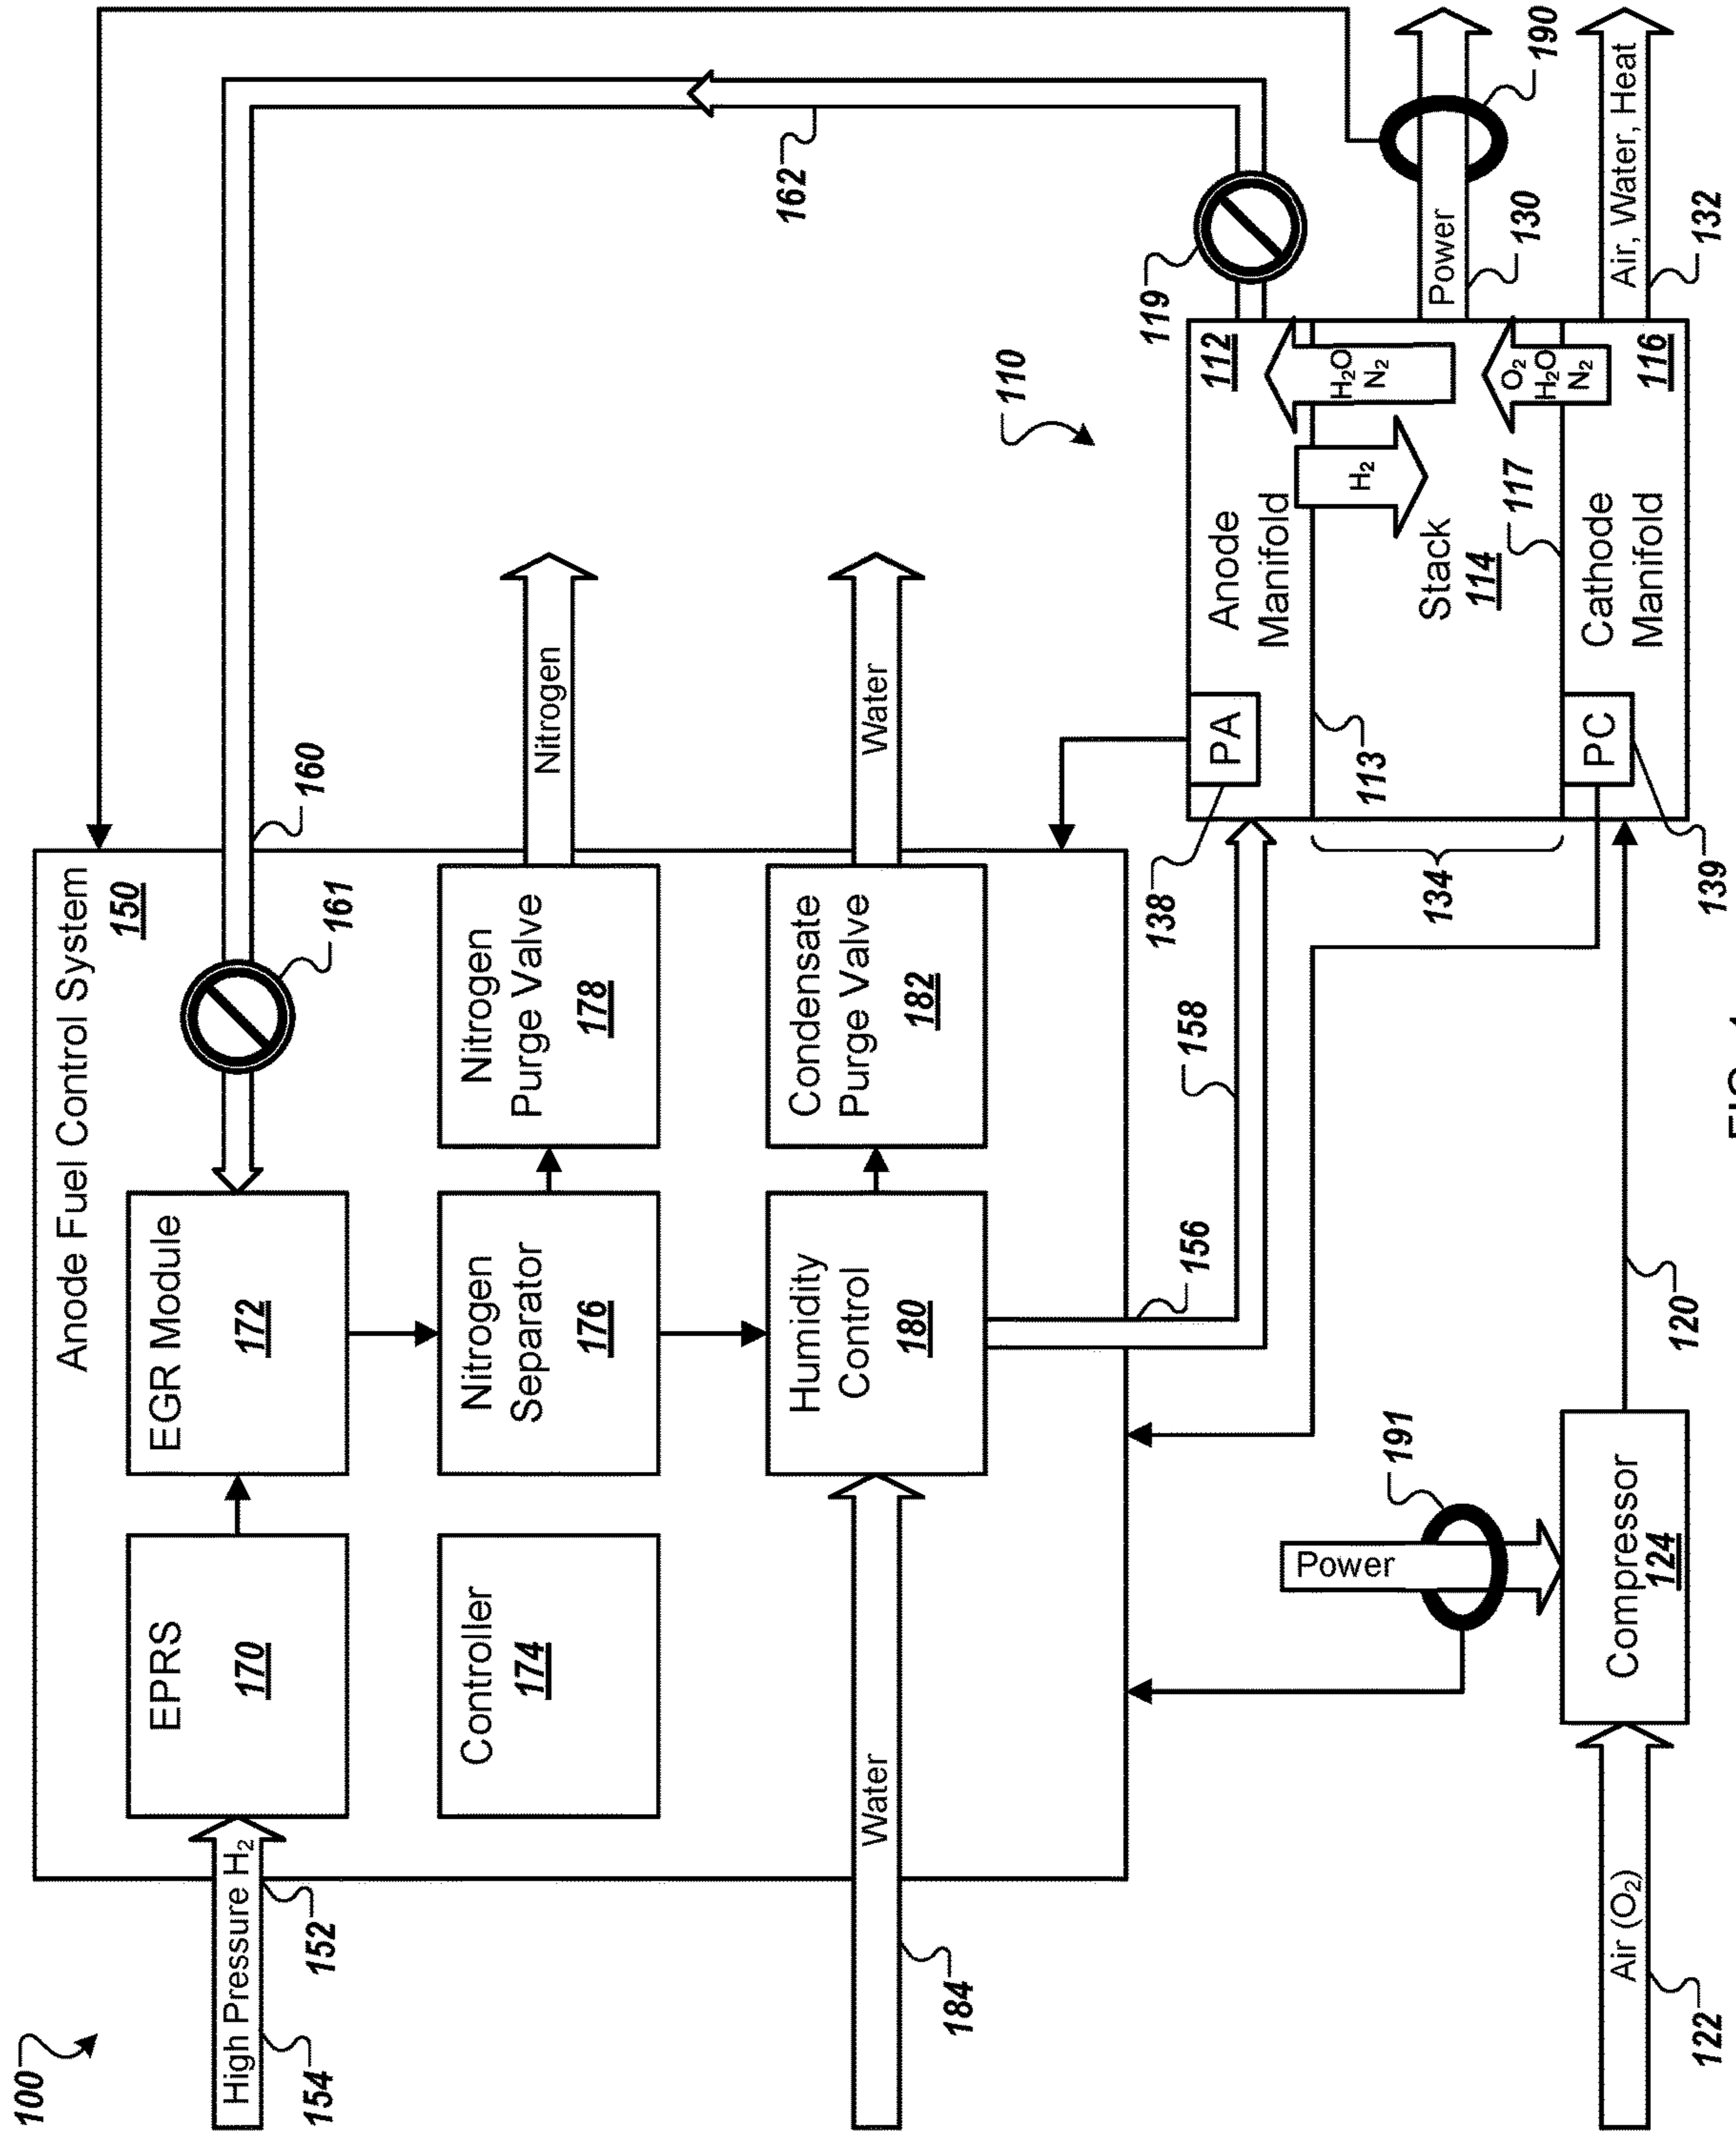 100
High Pressure H2
154
152
Anode Fuel Control System
150
EPRS
170
EGR Module
172
161
160
162
Controller
174
Nitrogen
Separator
176
Nitrogen
Purge Valve
178
Nitrogen
Water
184
Humidity
Control
180
Condensate
Purge Valve
182
Water
156
158
110
119
138
PA
Anode
Manifold
112
H2
H2O
N2
113
134
Stack
114
117
Power
130
190
139
PC
Cathode
Manifold
116
O2
H2O
N2
Air, Water, Heat
132
Power
191
Air (O2)
122
Compressor
124
120